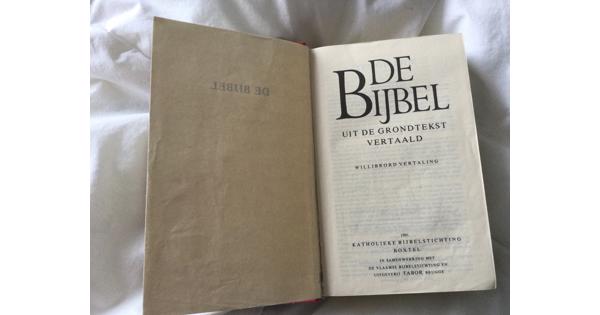 DE BIJBEL
DE
BIJBEL
UIT DE GRONDTEKST
VERTAALD
WILLIBRORD VERTALING
KATHOLIEKE BIJBELSTICHTING
BOXTEL
IN SAMENWERKING MET
DE VLAAMSE BIJBELSTICHTING EN
UITGEVERIJ TABOR BRUGGE